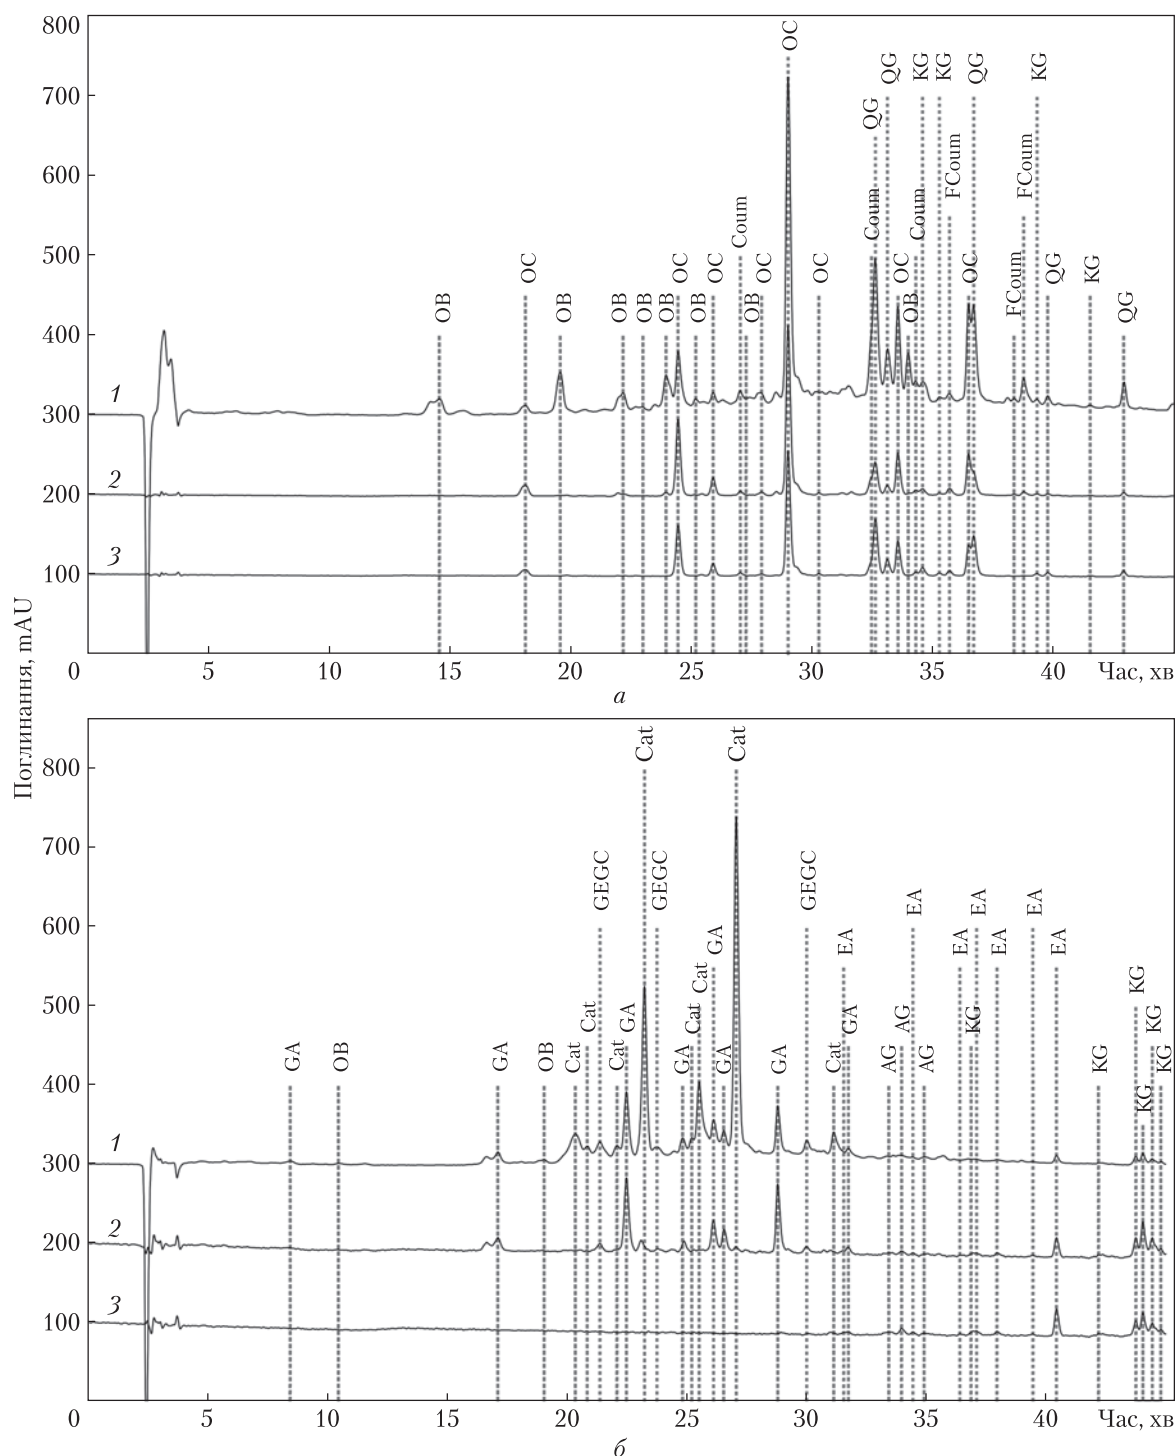 Поглинання, mAU
800
700
600
500
400
300
200
100
0
5
10
15
20
25
30
35
40
Час, хв
1
2
3
OB
OC
OB
OB
OB
OB
OC
OB
OC
Coum
OB
OC
OC
OC
Coum
QG
QG
OC
OB
Coum
KG
KG
FCoum
OC
QG
FCoum
FCoum
KG
QG
KG
QG
а
800
700
600
500
400
300
200
100
0
5
10
15
20
25
30
35
40
Час, хв
1
2
3
GA
OB
GA
OB
Cat
Cat
GEGC
Cat
GA
Cat
GEGC
GA
Cat
Cat
GA
GA
Cat
GA
GEGC
Cat
EA
GA
AG
AG
EA
AG
EA
KG
EA
EA
EA
EA
KG
KG
KG
KG
KG
б